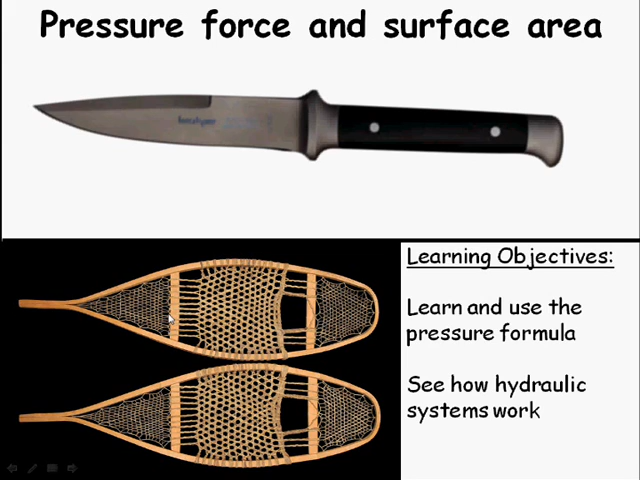 Pressure force and surface area
Learning Objectives:
Learn and use the
pressure formula
See how hydraulic
systems work